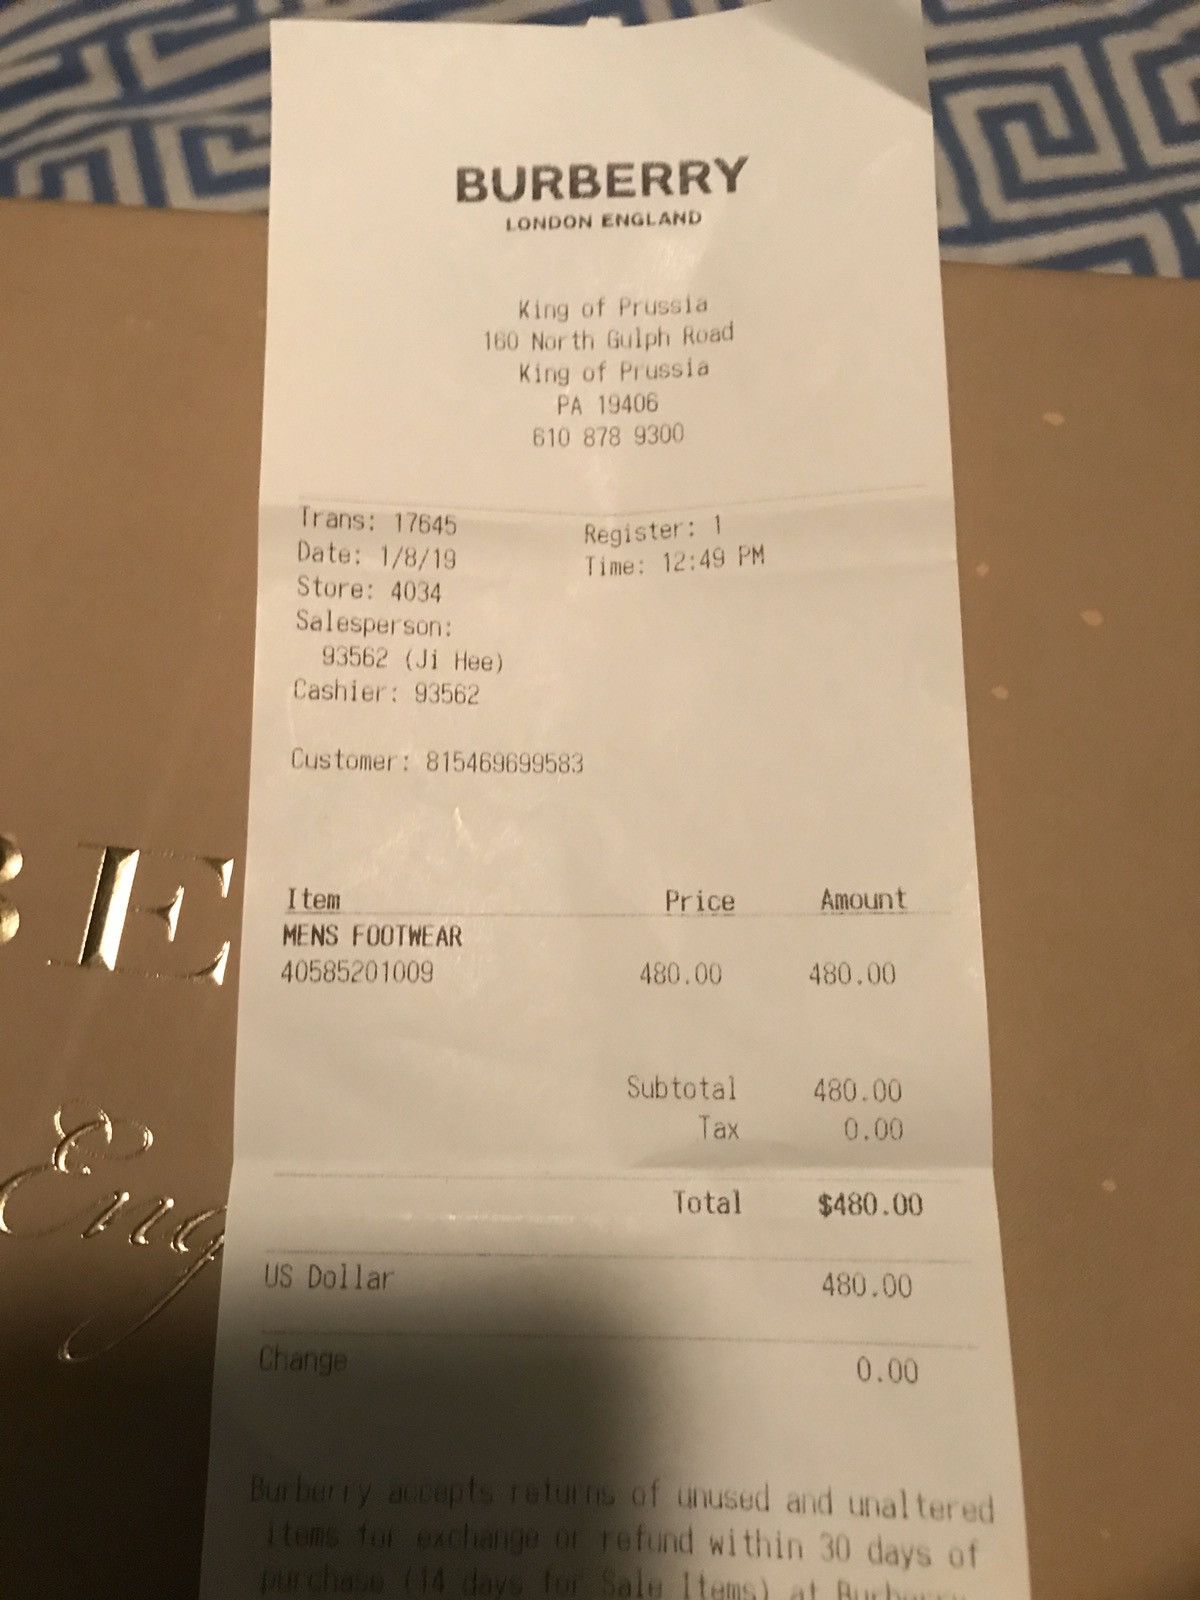 BURBERRY
LONDON ENGLAND
King of Prussia
160 North Gulph Road
King of Prussia
PA 19406
610 878 9300
Trans: 17645 Register: 1
Date: 1/8/19 Time: 12:49 PM
Store: 4034
Salesperson:
93562 (Ji Hee)
Cashier: 93562
Customer: 815469699583
Item Price Amount
MENS FOOTWEAR
40585201009 480.00 480.00
Subtotal 480.00
Tax 0.00
Total $480.00
US Dollar 480.00
Change 0.00
Burberry accepts returns of unused and unaltered
items for exchange or refund within 30 days of
purchase (14 days for Sale Items) at Burberry
BE
Eng